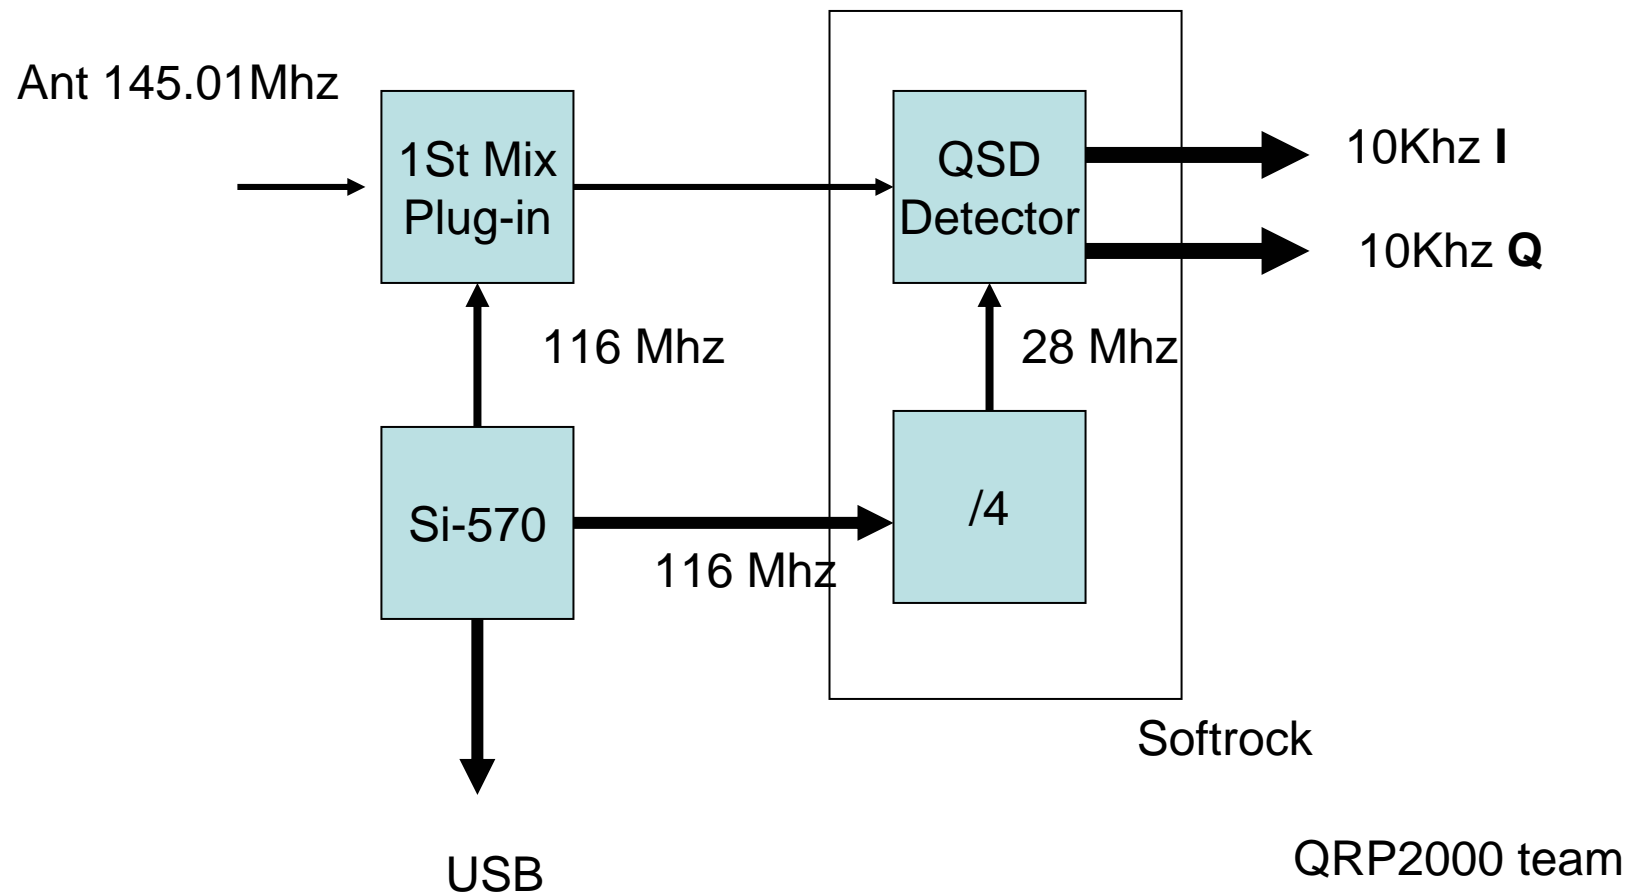 Ant 145.01Mhz
1St Mix
Plug-in
QSD
Detector
10Khz I
10Khz Q
116 Mhz
28 Mhz
Si-570
/4
116 Mhz
Softrock
USB
QRP2000 team